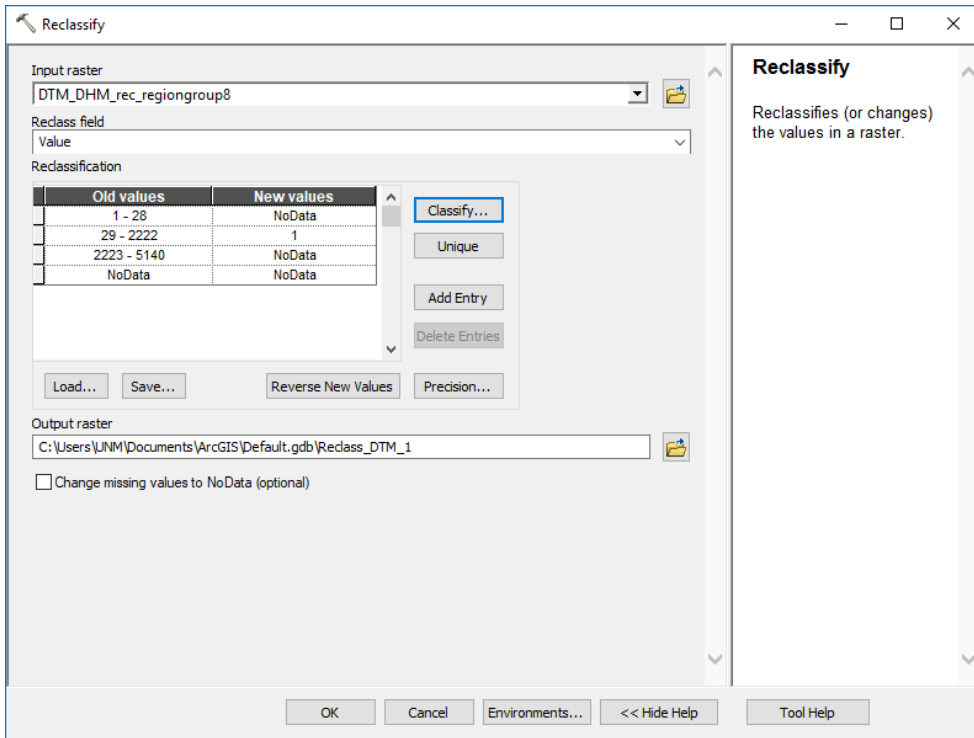 Reclassify
Input raster
DTM_DHM_rec_regiongroup8
Reclass field
Value
Reclassification
Old values New values
1 - 28 NoData
29 - 2222 1
2223 - 5140 NoData
NoData NoData
Classify...
Unique
Add Entry
Delete Entries
Load... Save... Reverse New Values Precision...
Output raster
C:\Users\UNM\Documents\ArcGIS\Default.gdb\Reclass_DTM_1
Change missing values to NoData (optional)
Reclassify
Reclassifies (or changes)
the values in a raster.
OK Cancel Environments... << Hide Help Tool Help